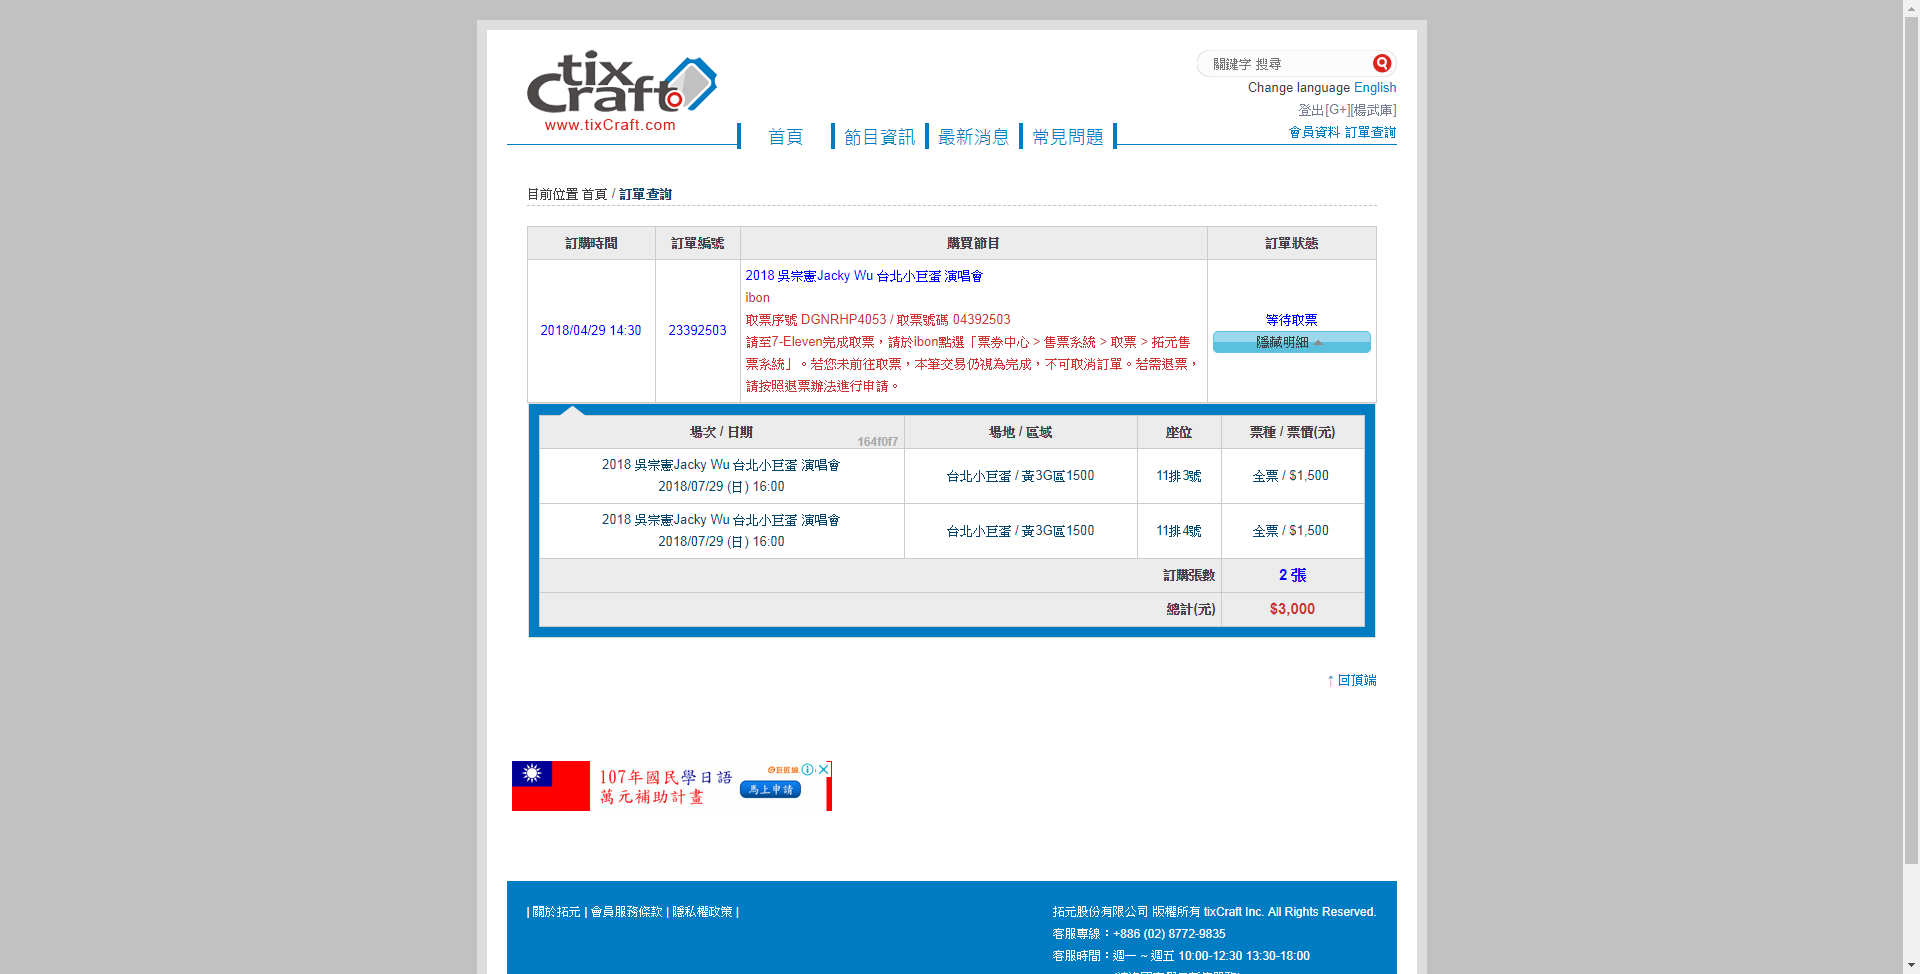 tix
Craft
www.tixCraft.com
關鍵字 搜尋
Change language English
登出[G+][楊武庫]
會員資料 訂單查詢
首頁
節目資訊
最新消息
常見問題
目前位置 首頁 / 訂單查詢
訂購時間
訂單編號
購買節目
訂單狀態
2018/04/29 14:30
23392503
2018 吳宗憲Jacky Wu 台北小巨蛋 演唱會
ibon
取票序號 DGNRHP4053 / 取票號碼 04392503
請至7-Eleven完成取票，請於ibon點選「票券中心 > 售票系統 > 取票 > 拓元售
票系統」。若您未前往取票，本筆交易仍視為完成，不可取消訂單。若需退票，
請按照退票辦法進行申請。
等待取票
隱藏明細
場次 / 日期
164f0f7
場地 / 區域
座位
票種 / 票價(元)
2018 吳宗憲Jacky Wu 台北小巨蛋 演唱會
2018/07/29 (日) 16:00
台北小巨蛋 / 黃3G區1500
11排3號
全票 / $1,500
2018 吳宗憲Jacky Wu 台北小巨蛋 演唱會
2018/07/29 (日) 16:00
台北小巨蛋 / 黃3G區1500
11排4號
全票 / $1,500
訂購張數
2 張
總計(元)
$3,000
↑ 回頂端
107年國民學日語
萬元補助計畫
巨匠線
馬上申請
| 關於拓元 | 會員服務條款 | 隱私權政策 |
拓元股份有限公司 版權所有 tixCraft Inc. All Rights Reserved.
客服專線：+886 (02) 8772-9835
客服時間：週一 ~ 週五 10:00-12:30 13:30-18:00